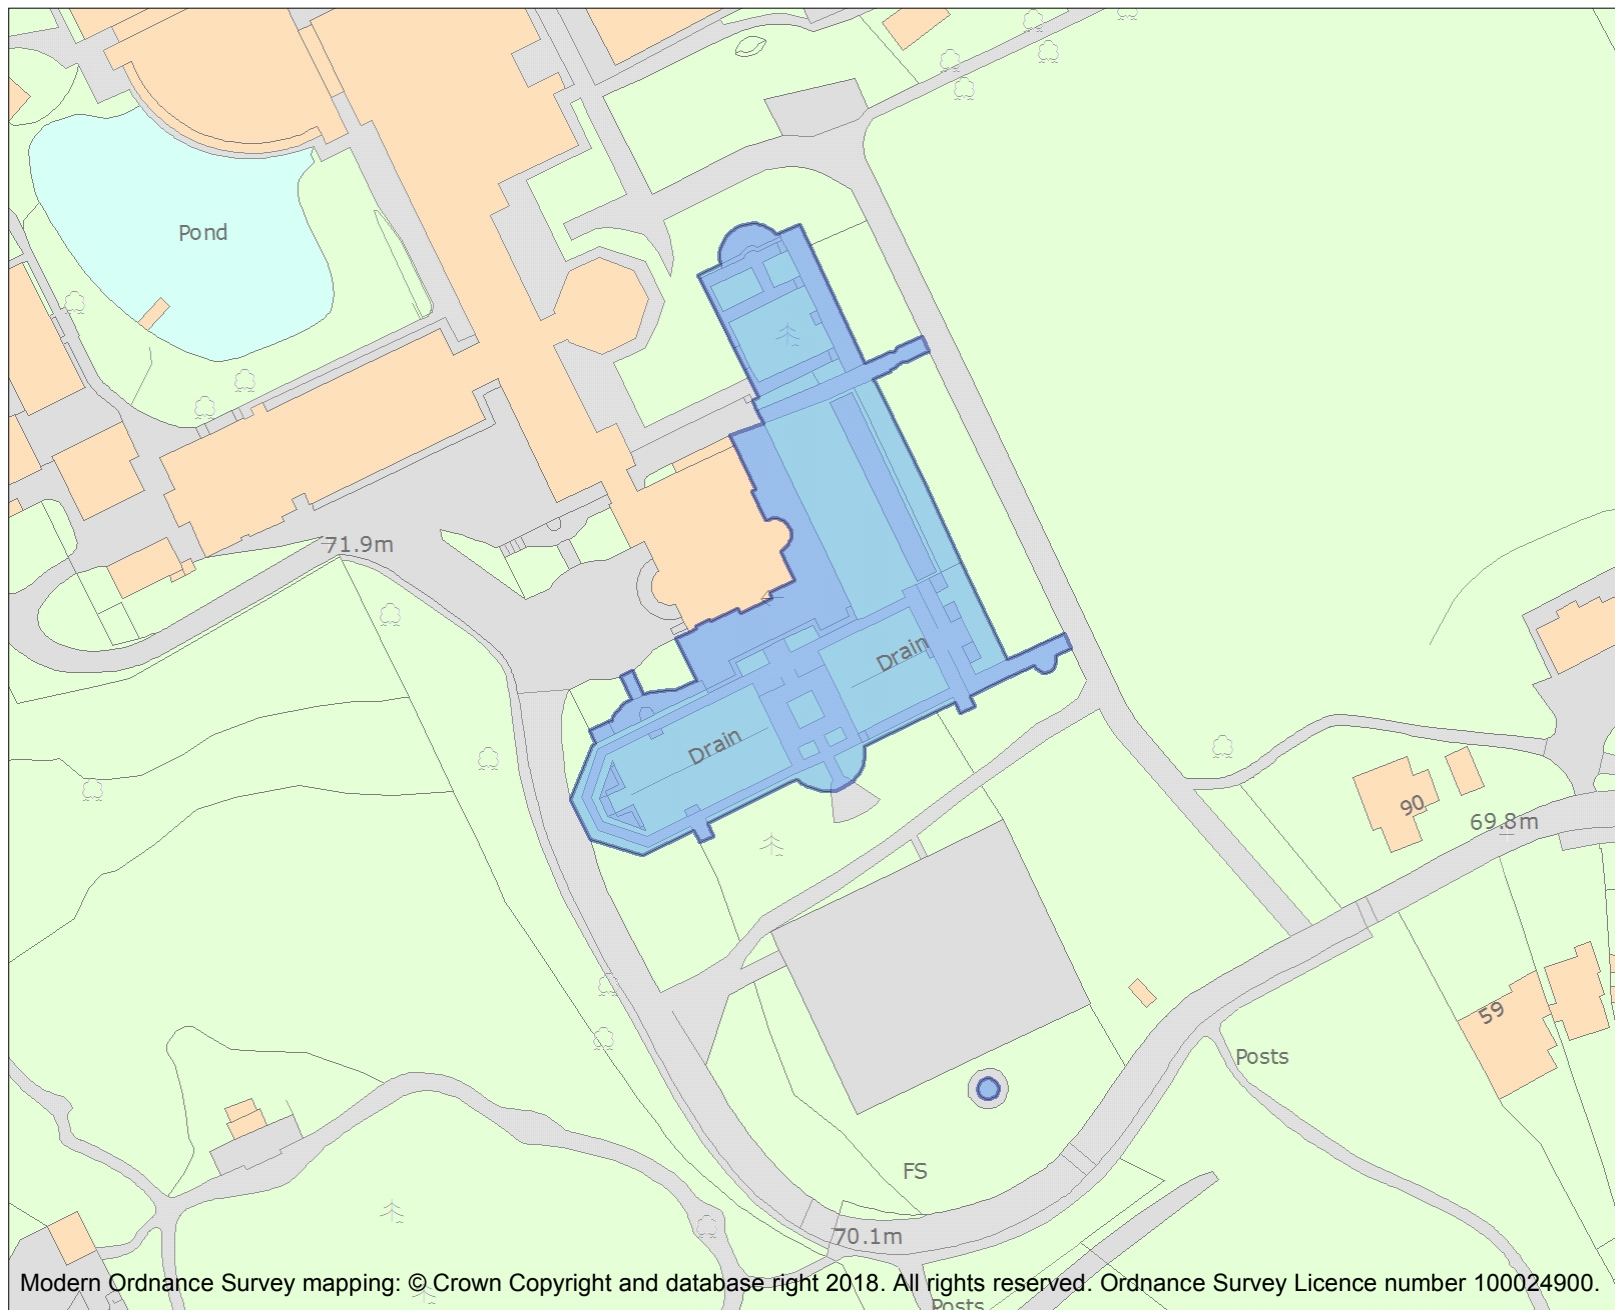 Pond
71.9m
Drain
Drain
90
69.8m
59
Posts
FS
70.1m
Modern Ordnance Survey mapping: © Crown Copyright and database right 2018. All rights reserved. Ordnance Survey Licence number 100024900.
Posts